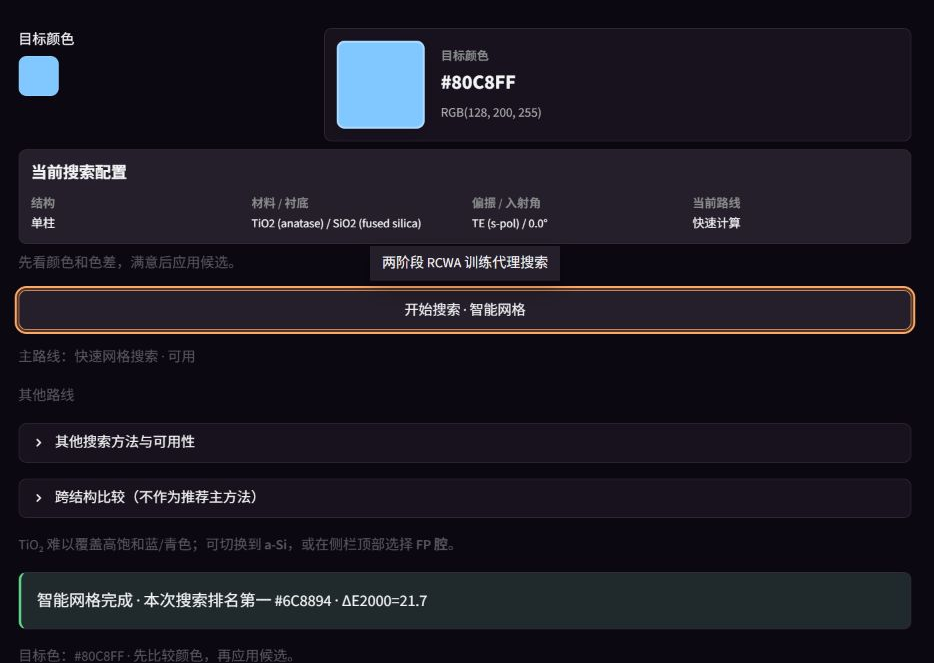 目标颜色
目标颜色
#80C8FF
RGB(128, 200, 255)
当前搜索配置
结构
材料 / 衬底
偏振 / 入射角
当前路线
单柱
TiO2 (anatase) / SiO2 (fused silica)
TE (s-pol) / 0.0°
快速计算
先看颜色和色差，满意后应用候选。
两阶段 RCWA 训练代理搜索
开始搜索 · 智能网格
主路线：快速网格搜索 · 可用
其他路线
其他搜索方法与可用性
跨结构比较（不作为推荐主方法）
TiO₂ 难以覆盖高饱和蓝/青色；可切换到 a-Si，或在侧栏顶部选择 FP 腔。
智能网格完成 · 本次搜索排名第一 #6C8894 · ΔE2000=21.7
目标色：#80C8FF · 先比较颜色，再应用候选。